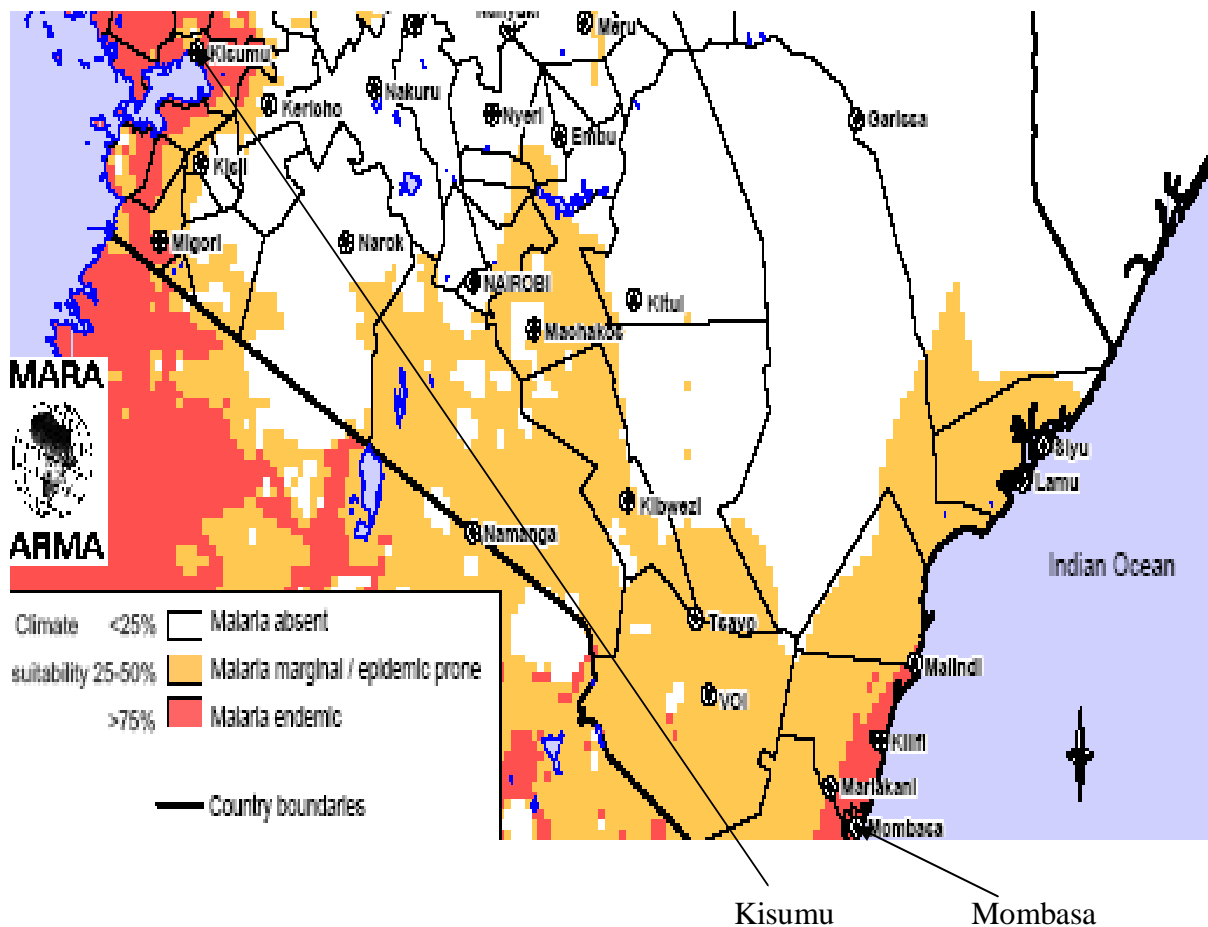 Meru
Kisumu
Kericho
Nakuru
Nyeri
Embu
Garissa
Kisii
Migori
Narok
NAIROBI
Kitui
Machakos
MARA
ARMA
Siyu
Lamu
Kibwezi
Namanga
Indian Ocean
Tsavo
Malindi
VOI
Kilifi
Mariakani
Mombasa
Climate <25% Malaria absent
suitability 25-50% Malaria marginal / epidemic prone
>75% Malaria endemic
Country boundaries
Kisumu Mombasa